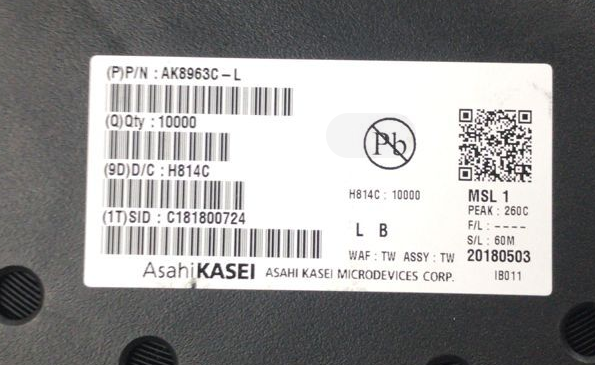 (P)P/N : AK8963C-L
(Q)Qty : 10000
(9D)D/C : H814C
(1T)SID : C181800724
Pb
H814C : 10000
L B
WAF : TW ASSY : TW
MSL 1
PEAK : 260C
F/L : ----
S/L : 60M
20180503
IB011
AsahiKASEI ASAHI KASEI MICRODEVICES CORP.